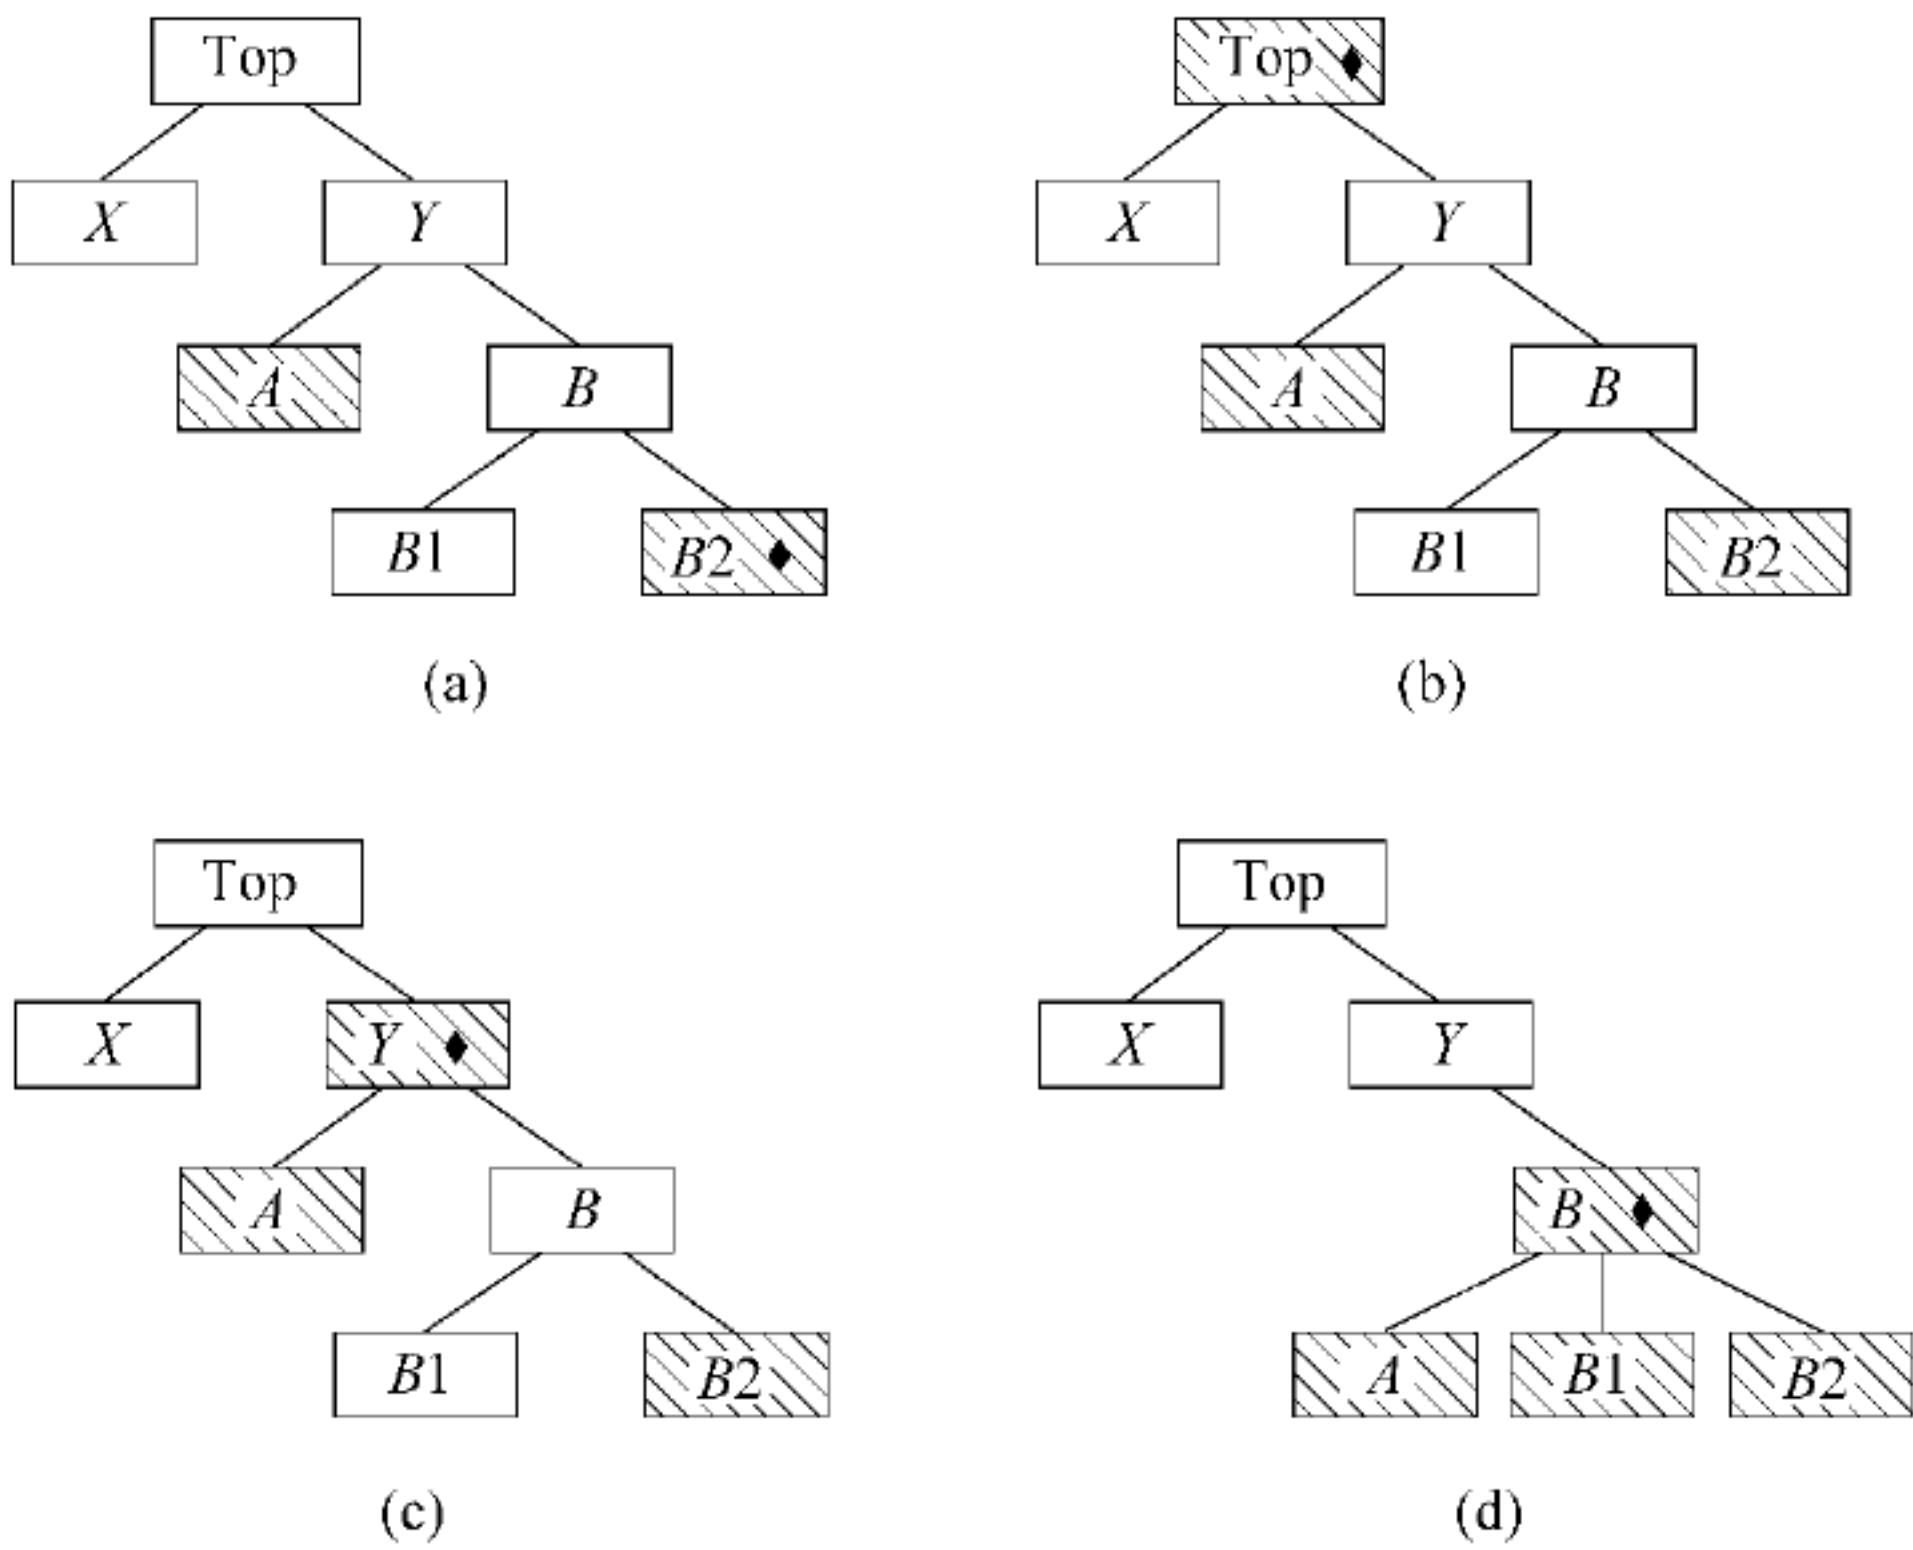 Top Top
X Y X Y
A B A B
B1 B2 B1 B2
(a) (b)
Top Top
X Y X Y
A B B
B1 B2 A B1 B2
(c) (d)